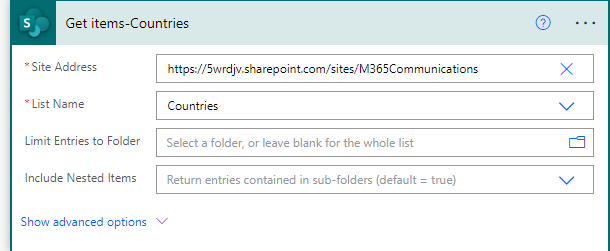 S
Get items-Countries
? ...
* Site Address https://5wrdjv.sharepoint.com/sites/M365Communications
* List Name Countries
Limit Entries to Folder Select a folder, or leave blank for the whole list
Include Nested Items Return entries contained in sub-folders (default = true)
Show advanced options